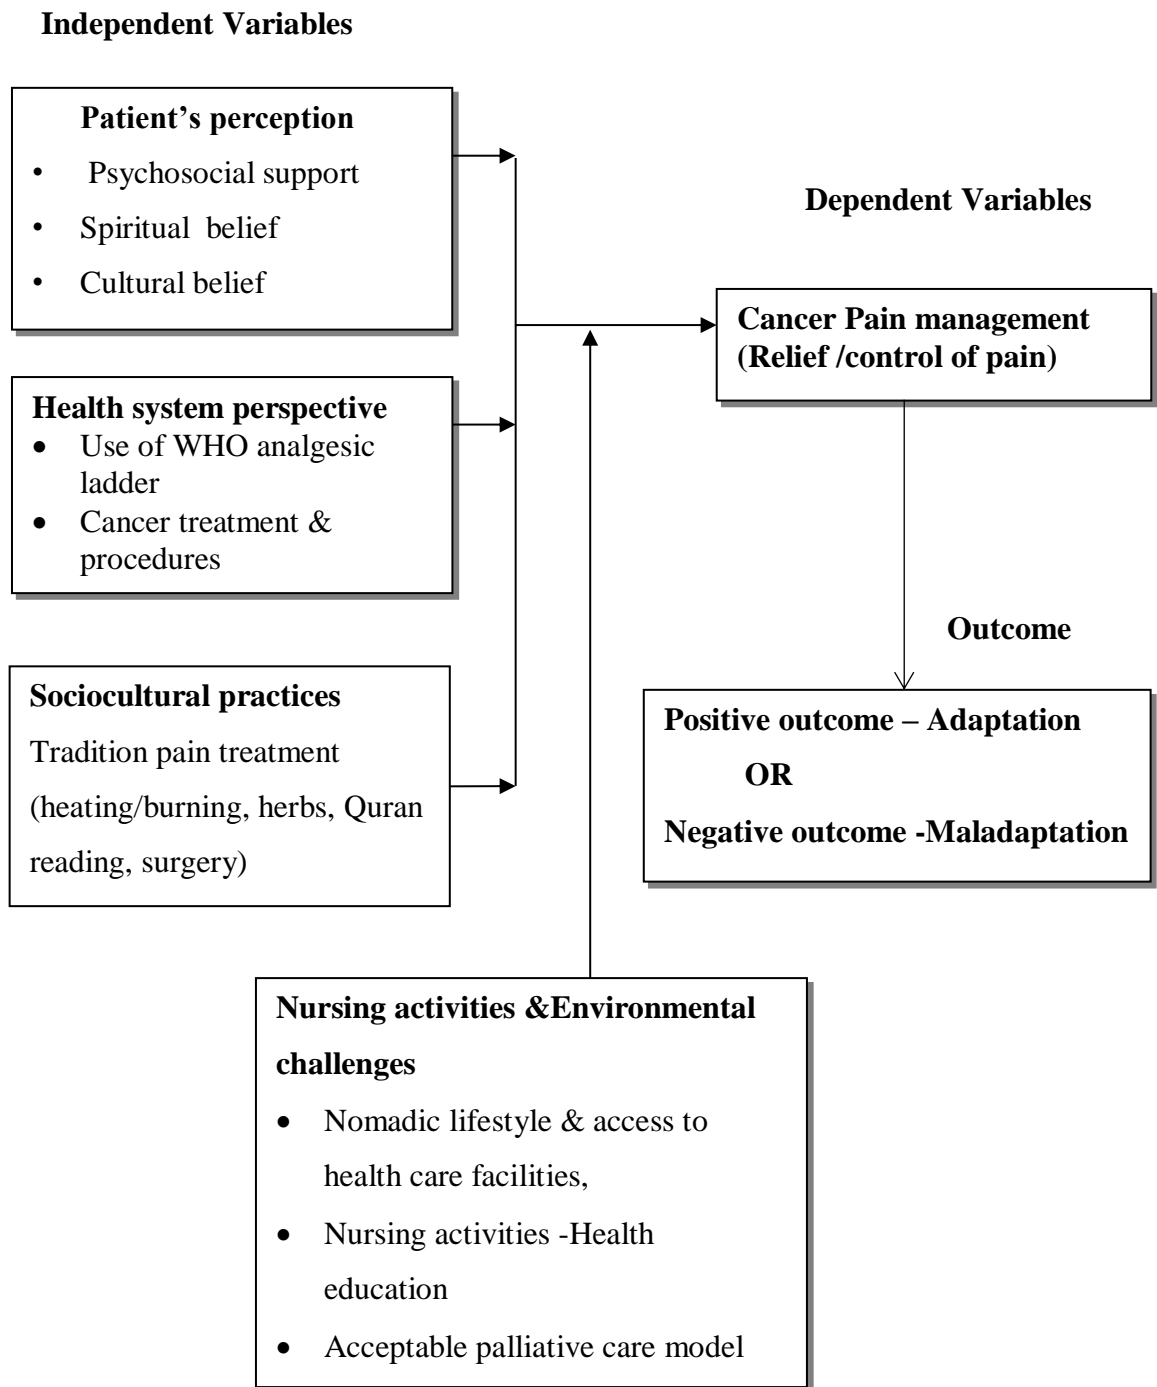 Independent Variables
Patient’s perception
• Psychosocial support
• Spiritual belief
• Cultural belief
Health system perspective
• Use of WHO analgesic
ladder
• Cancer treatment &
procedures
Sociocultural practices
Tradition pain treatment
(heating/burning, herbs, Quran
reading, surgery)
Dependent Variables
Cancer Pain management
(Relief /control of pain)
Outcome
Positive outcome – Adaptation
OR
Negative outcome -Maladaptation
Nursing activities &Environmental
challenges
• Nomadic lifestyle & access to
health care facilities,
• Nursing activities -Health
education
• Acceptable palliative care model